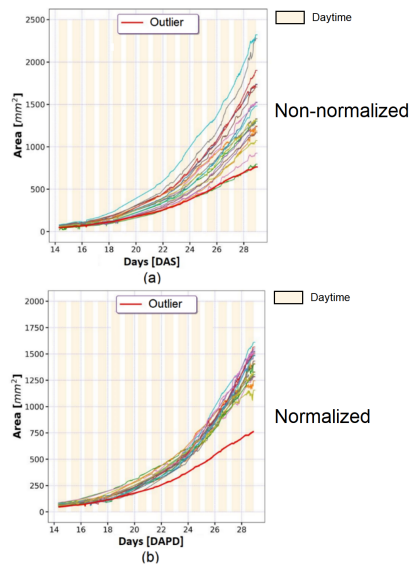 Outlier
Daytime
2500
2000
1500
1000
500
0
Area [mm²]
Non-normalized
14 16 18 20 22 24 26 28
Days [DAS]
(a)
Outlier
Daytime
2000
1750
1500
1250
1000
750
500
250
0
Area [mm²]
Normalized
14 16 18 20 22 24 26 28
Days [DAPD]
(b)